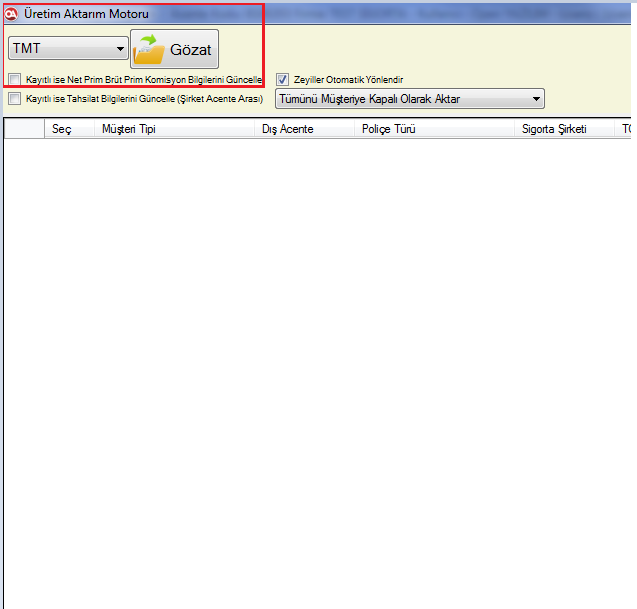 Üretim Aktarım Motoru
TMT
Gözat
Kayıtlı ise Net Prim Brüt Prim Komisyon Bilgilerini Güncelle
Zeyiller Otomatik Yönlendir
Kayıtlı ise Tahsilat Bilgilerini Güncelle (Şirket Acente Arası)
Tümünü Müşteriye Kapalı Olarak Aktar
Seç Müşteri Tipi Dış Acente Poliçe Türü Sigorta Şirketi